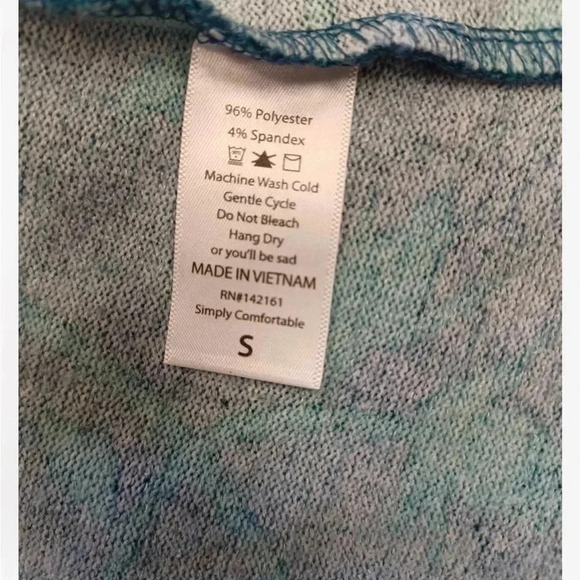 96% Polyester
4% Spandex
Machine Wash Cold
Gentle Cycle
Do Not Bleach
Hang Dry
or you'll be sad
MADE IN VIETNAM
RN#142161
Simply Comfortable
S